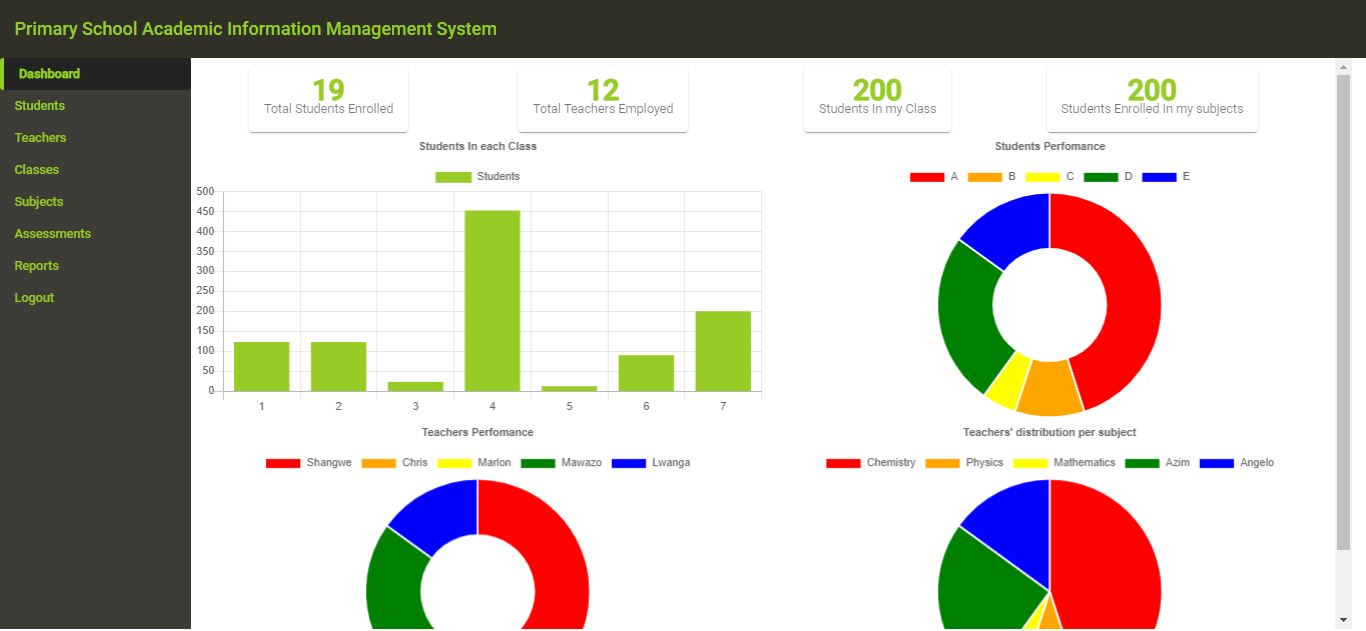 Primary School Academic Information Management System
Dashboard
Students
Teachers
Classes
Subjects
Assessments
Reports
Logout
19
Total Students Enrolled
12
Total Teachers Employed
200
Students In my Class
200
Students Enrolled In my subjects
Students In each Class
Students
500
450
400
350
300
250
200
150
100
50
0
1 2 3 4 5 6 7
Students Perfomance
A B C D E
Teachers Perfomance
Shangwe Chris Marlon Mawazo Lwanga
Teachers' distribution per subject
Chemistry Physics Mathematics Azim Angelo